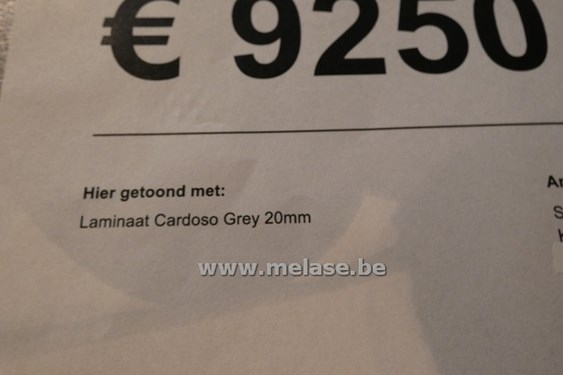 € 9250
Hier getoond met:
Laminaat Cardoso Grey 20mm
www.melase.be